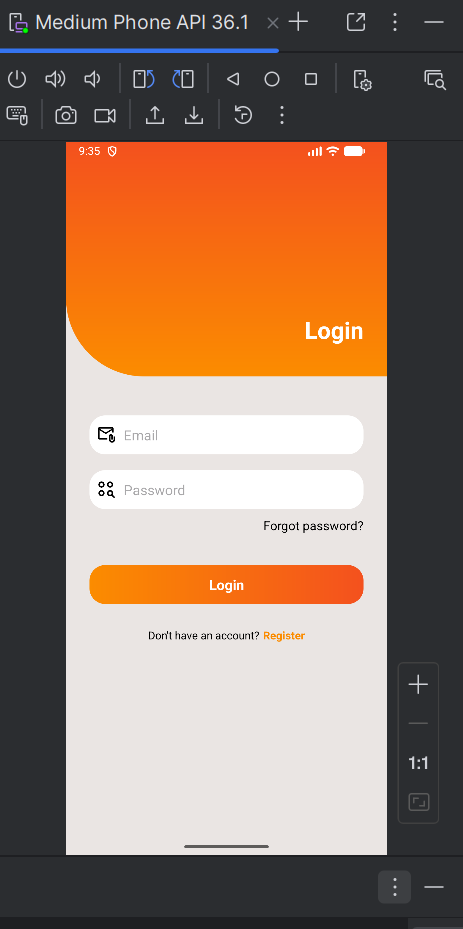 Medium Phone API 36.1
9:35
Login
Email
Password
Forgot password?
Login
Don't have an account? Register
1:1